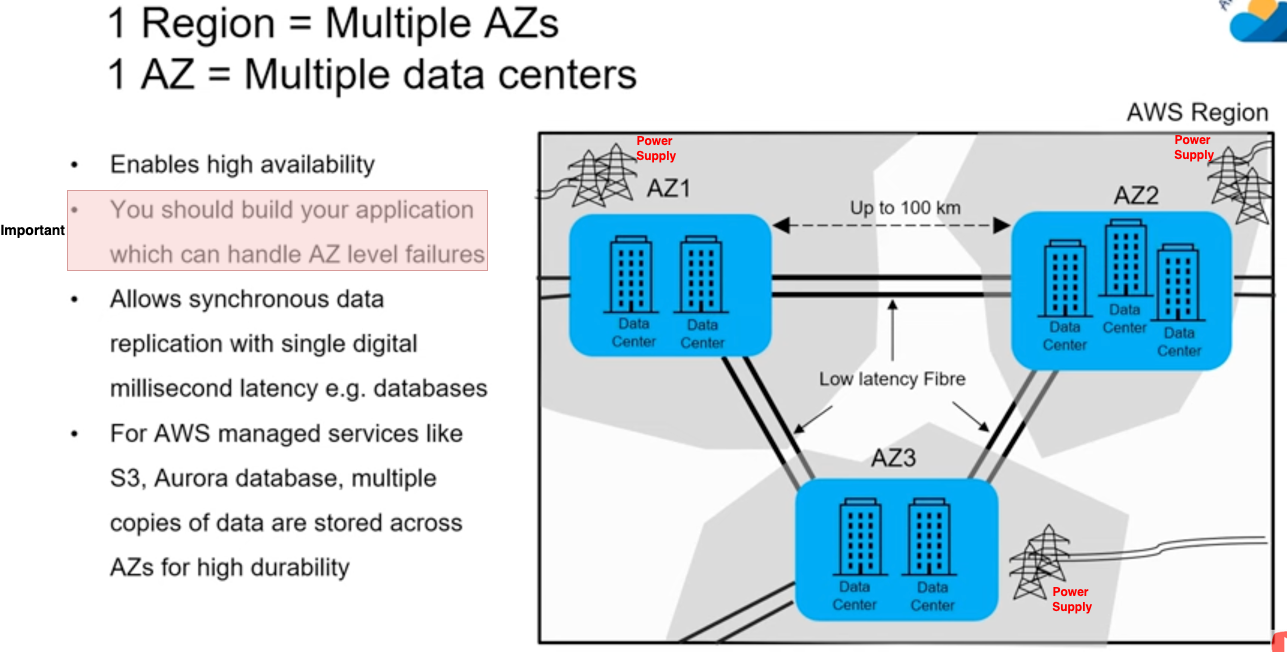 1 Region = Multiple AZs
1 AZ = Multiple data centers
• Enables high availability
Important
• You should build your application
which can handle AZ level failures
• Allows synchronous data
replication with single digital
millisecond latency e.g. databases
• For AWS managed services like
S3, Aurora database, multiple
copies of data are stored across
AZs for high durability
AWS Region
Power
Supply
AZ1
Data
Center
Data
Center
Up to 100 km
Power
Supply
AZ2
Data
Center
Data
Center
Data
Center
Low latency Fibre
AZ3
Data
Center
Data
Center
Power
Supply